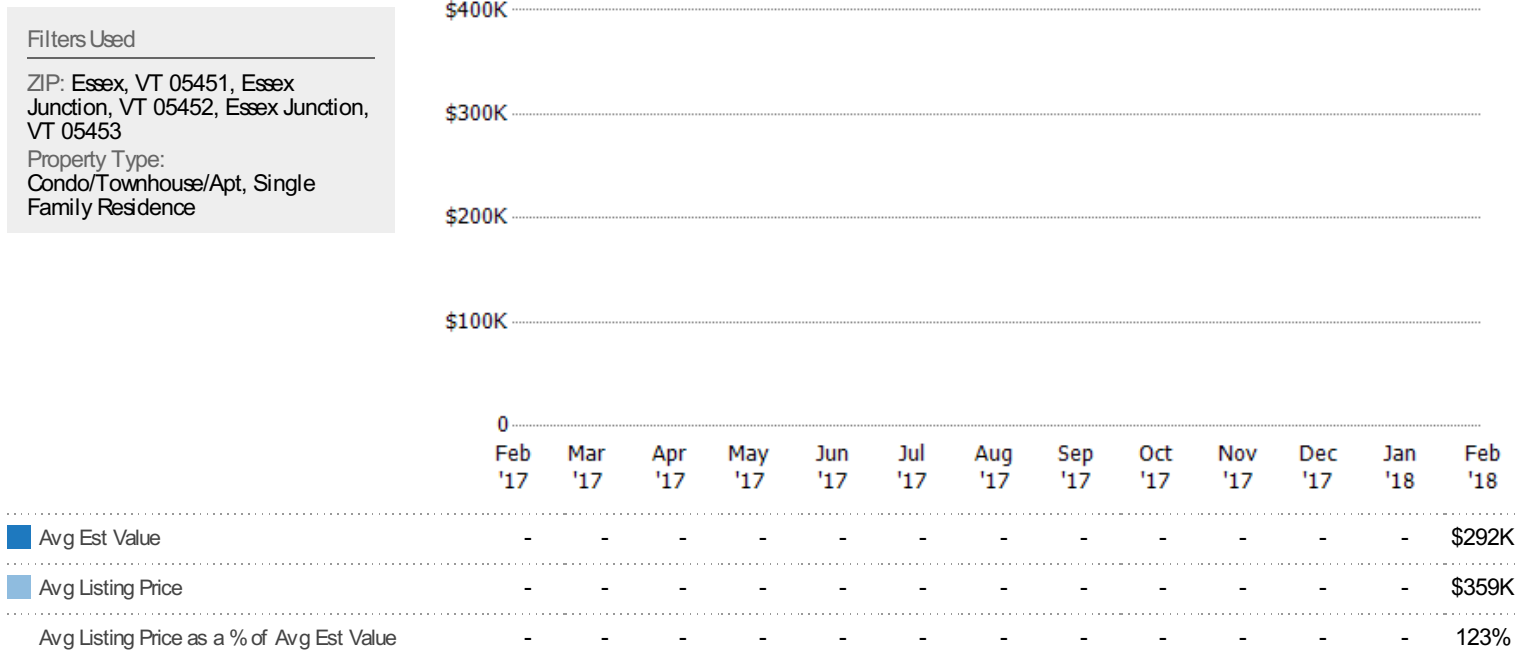 Filters Used
ZIP: Essex, VT 05451, Essex
Junction, VT 05452, Essex Junction,
VT 05453
Property Type:
Condo/Townhouse/Apt, Single
Family Residence
$400K
$300K
$200K
$100K
0
Feb Mar Apr May Jun Jul Aug Sep Oct Nov Dec Jan Feb
'17 '17 '17 '17 '17 '17 '17 '17 '17 '17 '17 '18 '18
Avg Est Value - - - - - - - - - - - - $292K
Avg Listing Price - - - - - - - - - - - - $359K
Avg Listing Price as a % of Avg Est Value - - - - - - - - - - - - 123%